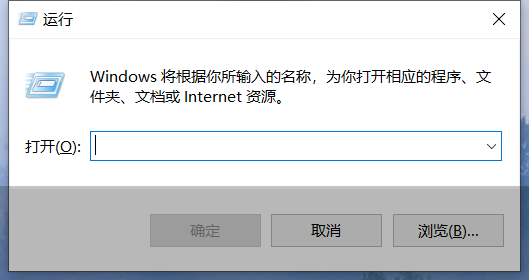 运行
Windows 将根据你所输入的名称，为你打开相应的程序、文
件夹、文档或 Internet 资源。
打开(O):
确定 取消 浏览(B)...